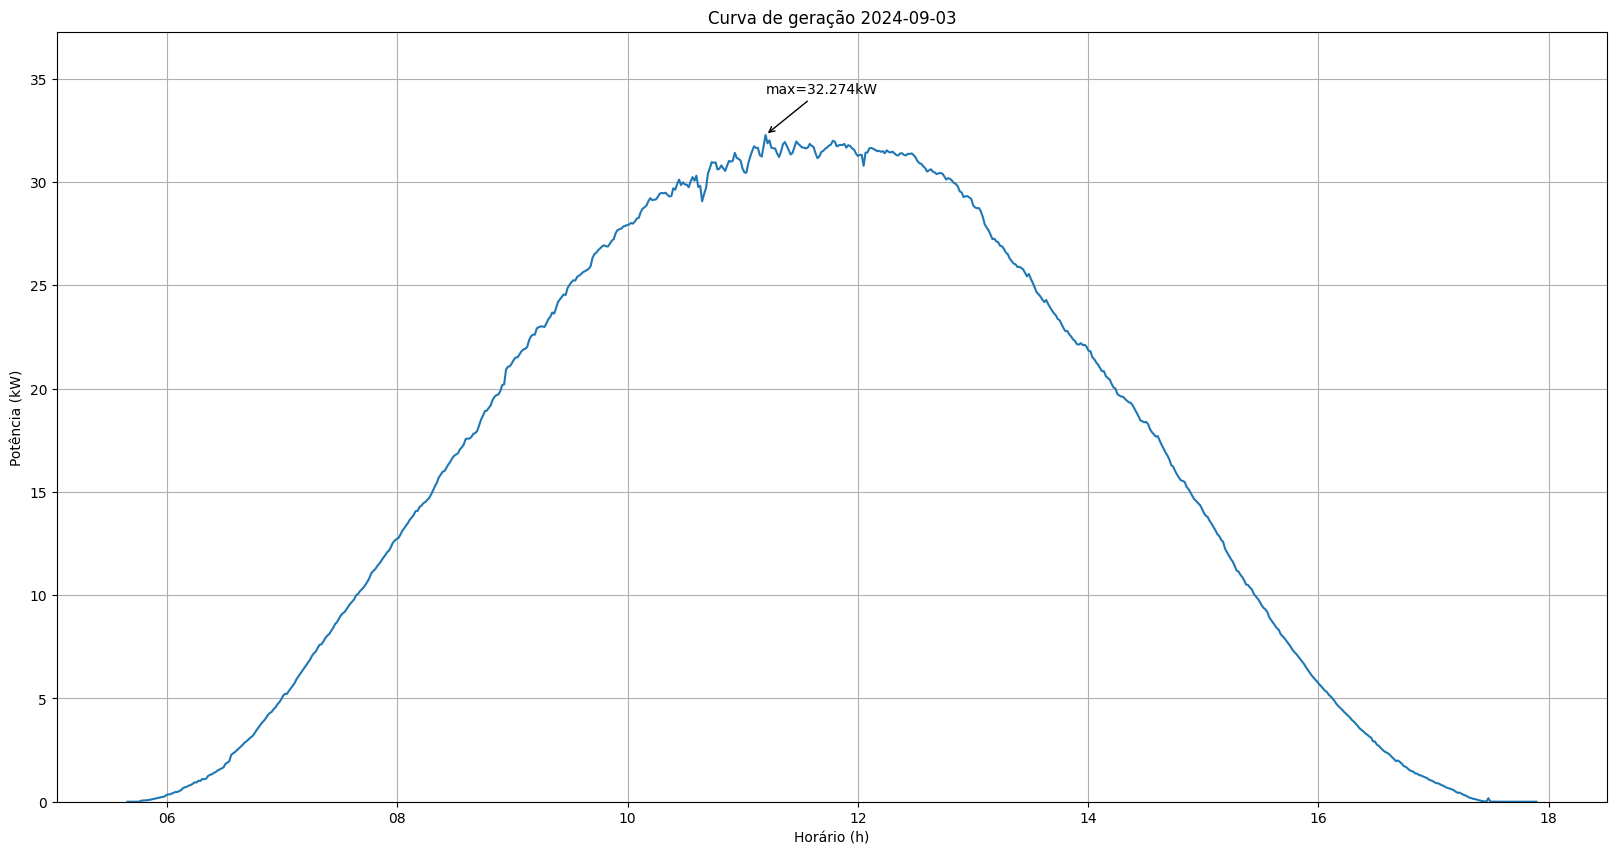 Curva de geração 2024-09-03
max=32.274kW
35
30
25
20
15
10
5
0
Potência (kW)
06 08 10 12 14 16 18
Horário (h)